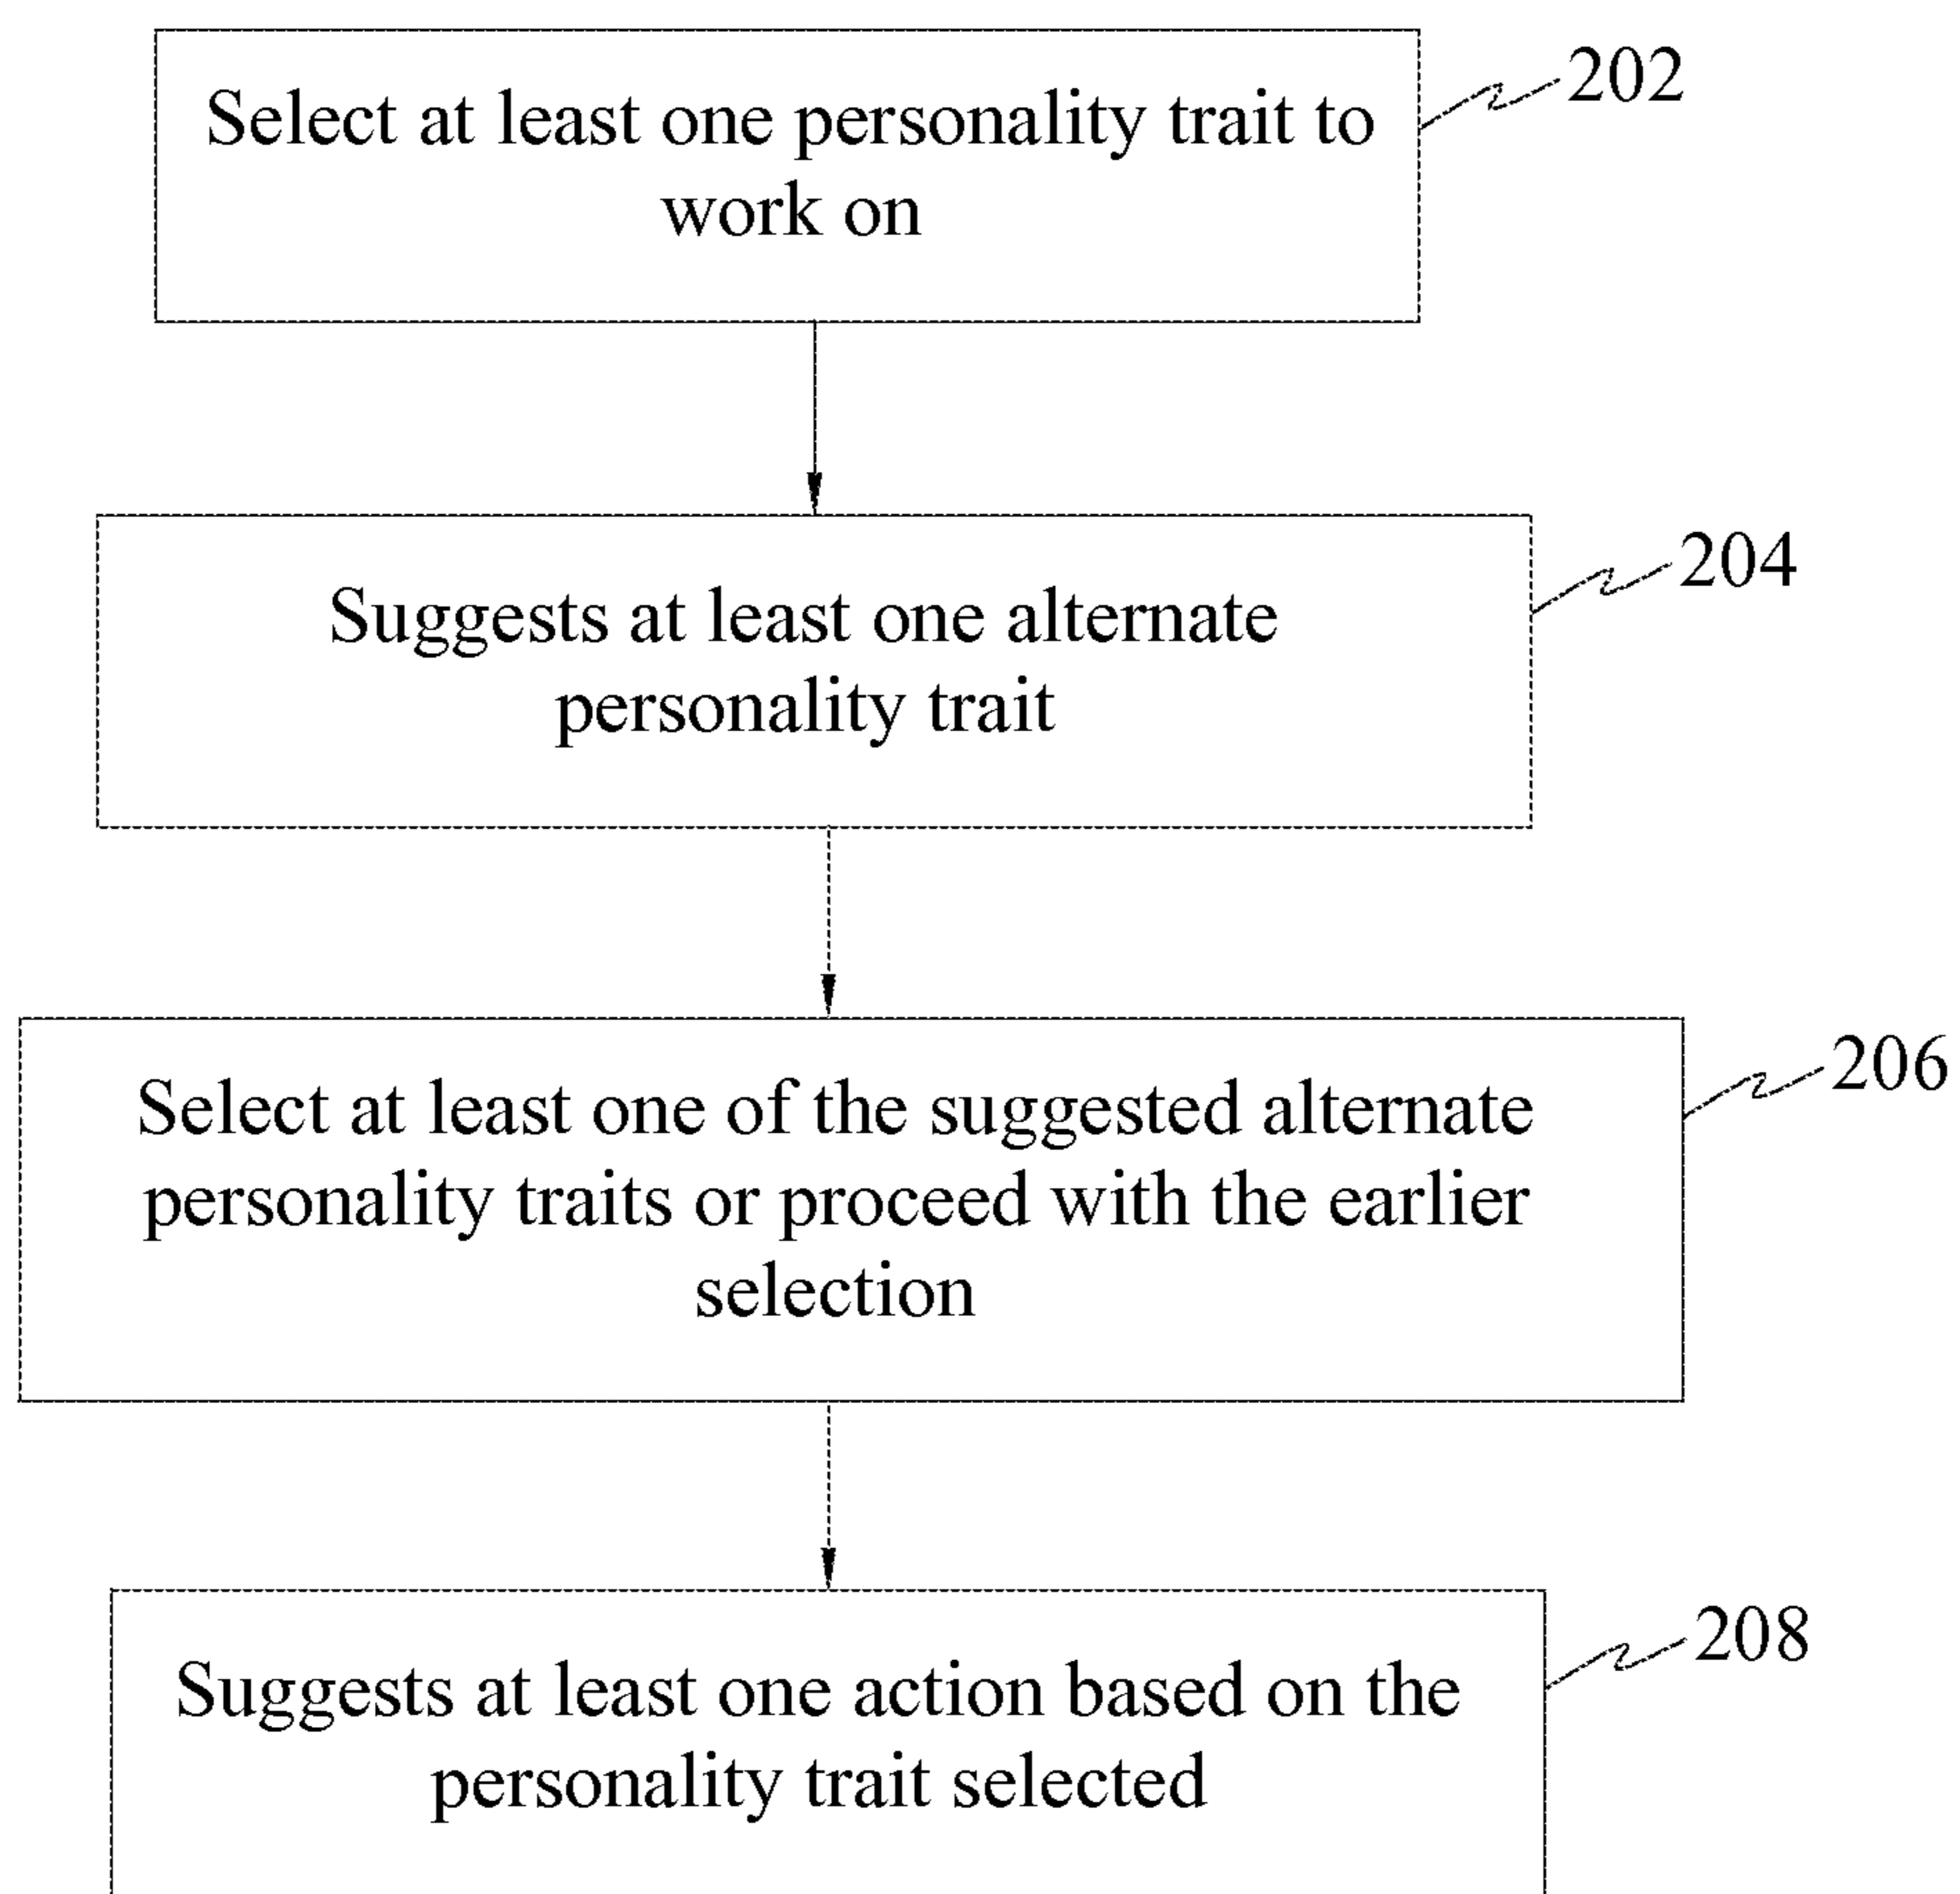 202
Select at least one personality trait to
work on
204
Suggests at least one alternate
personality trait
206
Select at least one of the suggested alternate
personality traits or proceed with the earlier
selection
208
Suggests at least one action based on the
personality trait selected